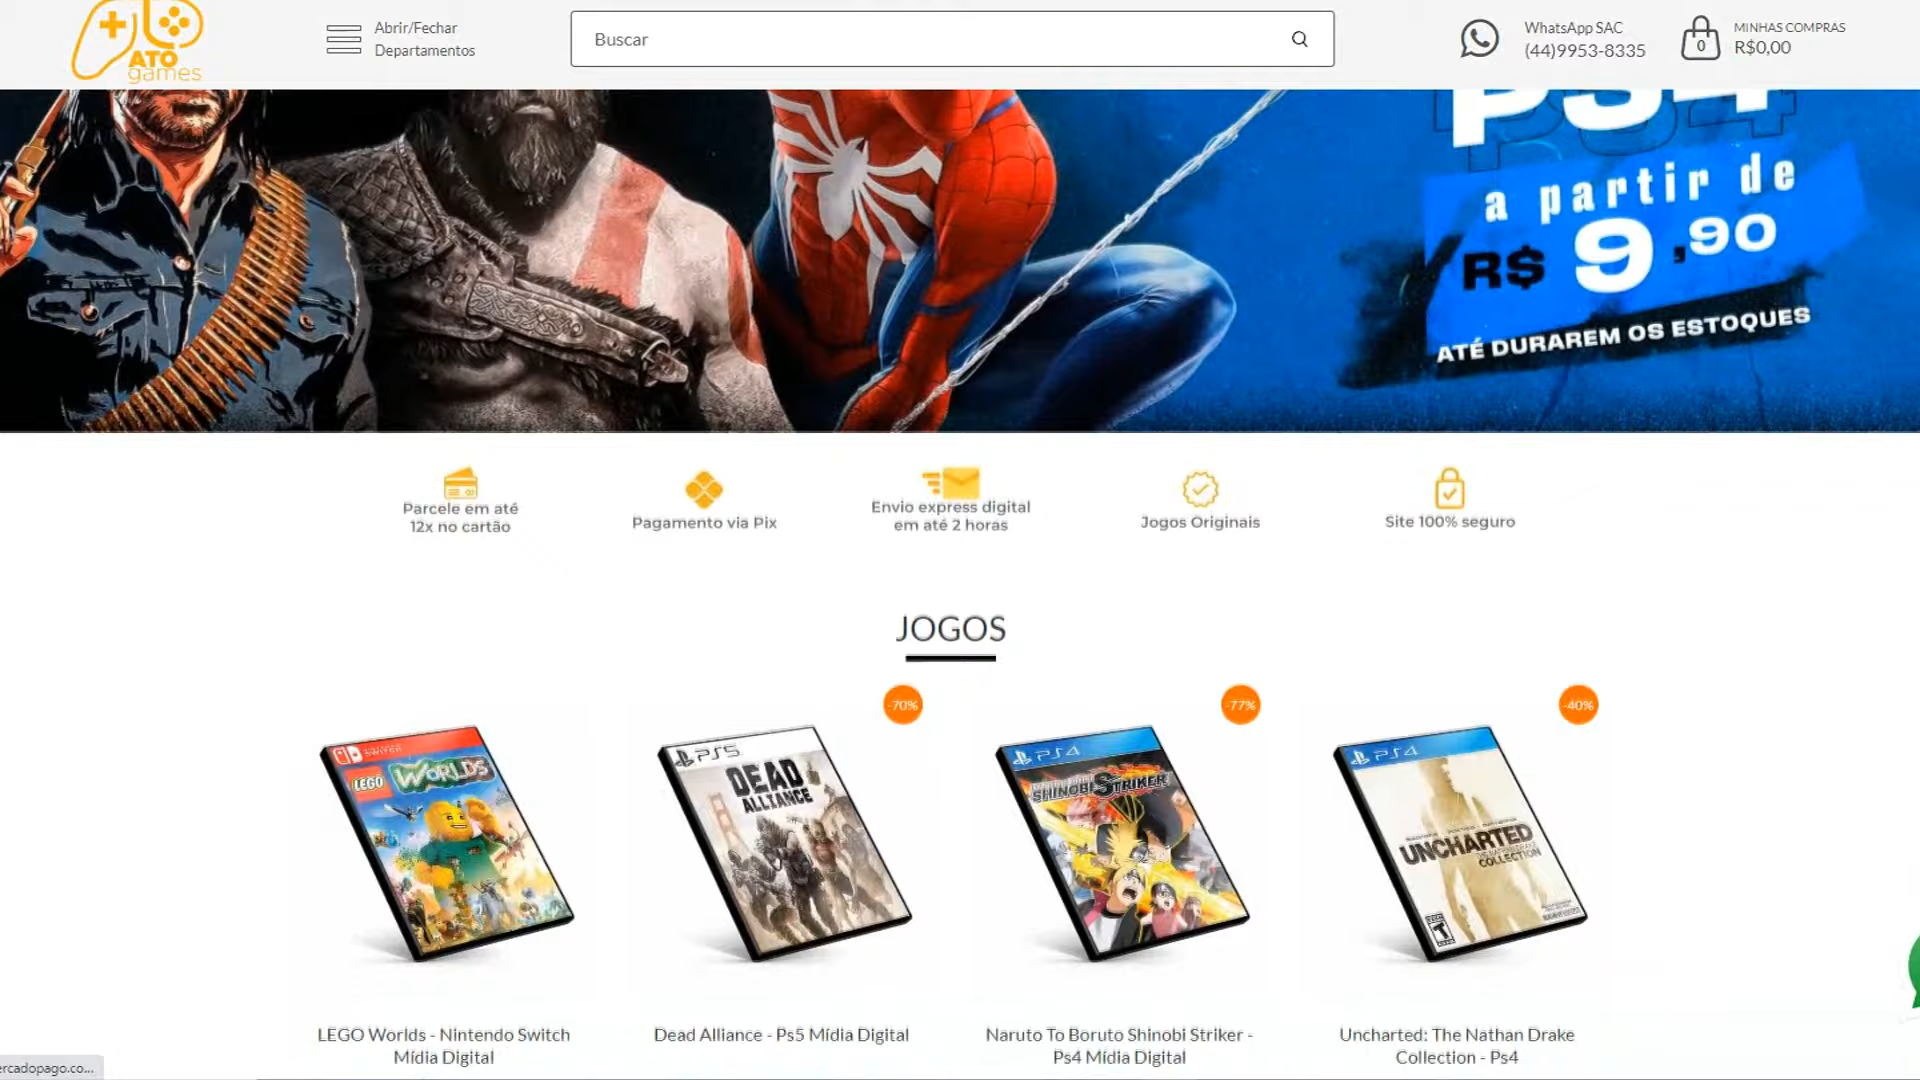 ATO
games
Abrir/Fechar
Departamentos
Buscar
WhatsApp SAC
(44)9953-8335
0
MINHAS COMPRAS
R$0,00
PS4
a partir de
R$ 9,90
ATÉ DURAREM OS ESTOQUES
Parcele em até
12x no cartão
Pagamento via Pix
Envio express digital
em até 2 horas
Jogos Originais
Site 100% seguro
JOGOS
-70%
-77%
-40%
SWITCH
LEGO WORLDS
PS5
DEAD
ALLIANCE
PS4
SHINOBI STRIKER
PS4
UNCHARTED
THE NATHAN DRAKE
COLLECTION
TEEN
T
LEGO Worlds - Nintendo Switch
Mídia Digital
Dead Alliance - Ps5 Mídia Digital
Naruto To Boruto Shinobi Striker -
Ps4 Mídia Digital
Uncharted: The Nathan Drake
Collection - Ps4
ercadopago.co...